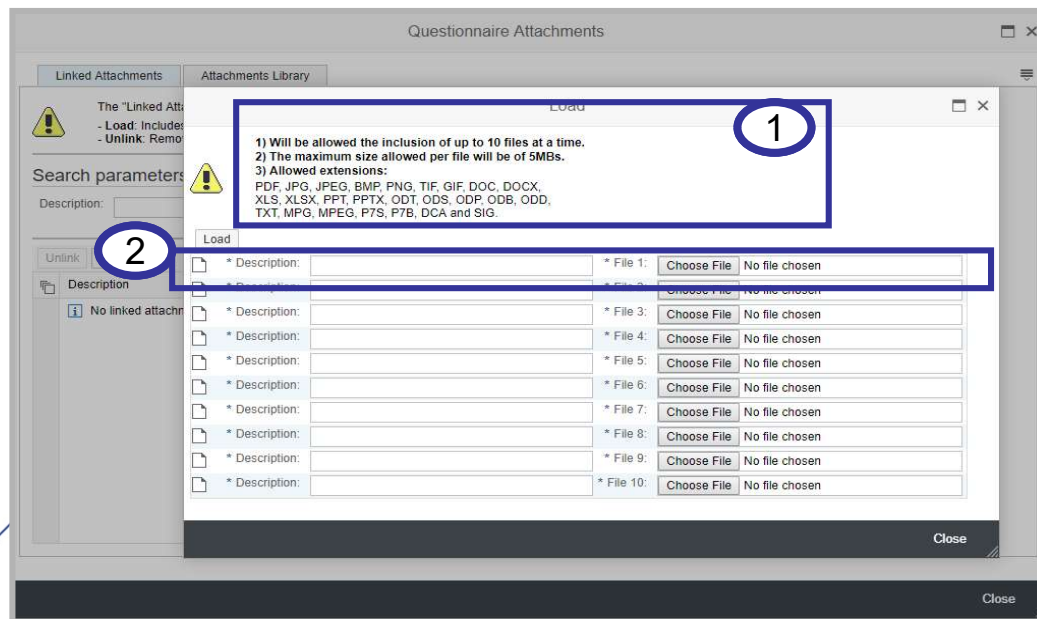 Questionnaire Attachments
Linked Attachments
Attachments Library
The "Linked Atta
- Load: Includes
- Unlink: Remo
Search parameters
Description:
Unlink
Description
No linked attachm
Load
1
1) Will be allowed the inclusion of up to 10 files at a time.
2) The maximum size allowed per file will be of 5MBs.
3) Allowed extensions:
PDF, JPG, JPEG, BMP, PNG, TIF, GIF, DOC, DOCX,
XLS, XLSX, PPT, PPTX, ODT, ODS, ODP, ODB, ODD,
TXT, MPG, MPEG, P7S, P7B, DCA and SIG.
Load
2
* Description: * File 1: Choose File No file chosen
* Description: * File 2: Choose File No file chosen
* Description: * File 3: Choose File No file chosen
* Description: * File 4: Choose File No file chosen
* Description: * File 5: Choose File No file chosen
* Description: * File 6: Choose File No file chosen
* Description: * File 7: Choose File No file chosen
* Description: * File 8: Choose File No file chosen
* Description: * File 9: Choose File No file chosen
* Description: * File 10: Choose File No file chosen
Close
Close